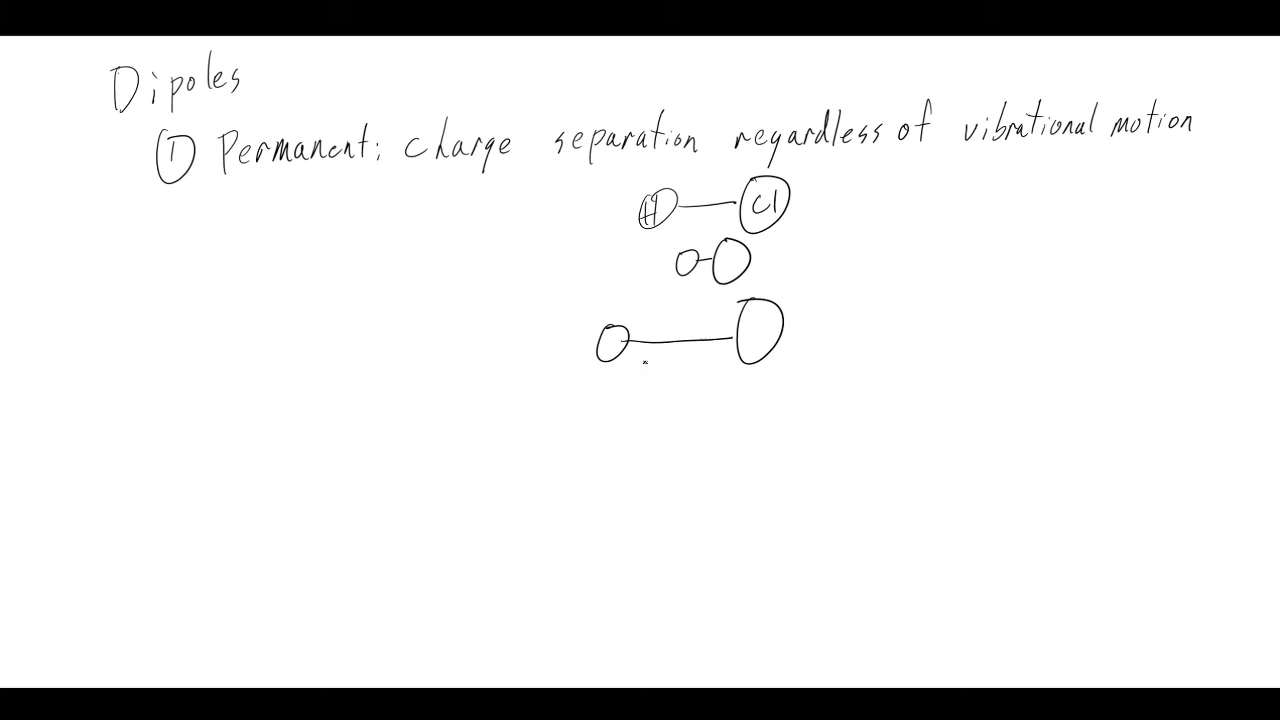 Dipoles
① Permanent: charge separation regardless of vibrational motion
H Cl